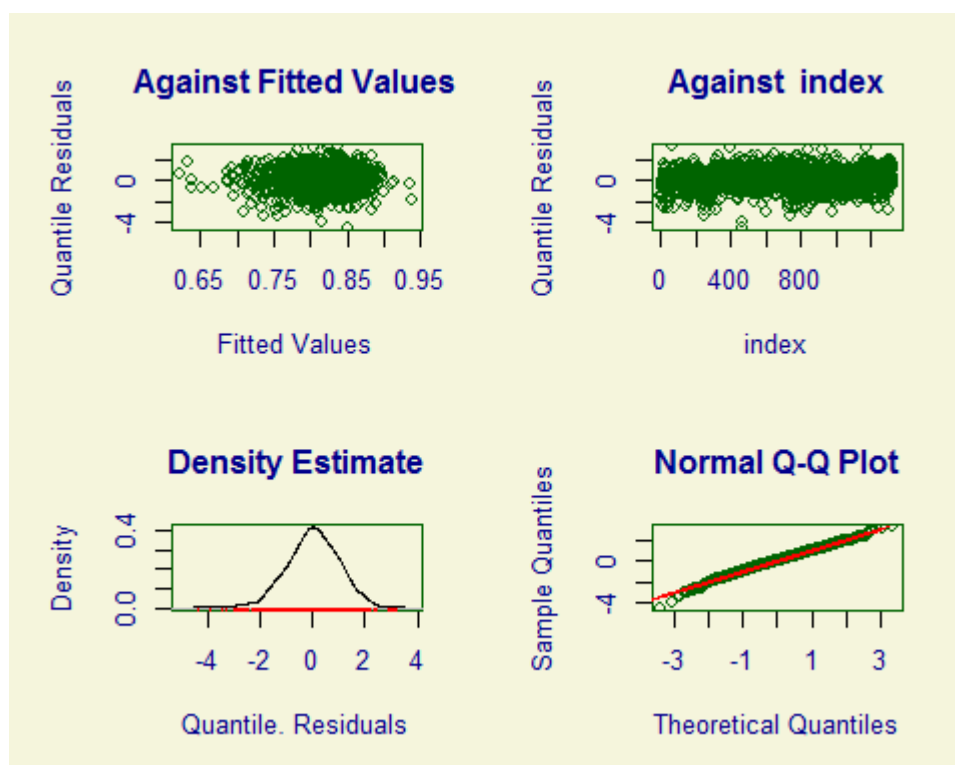 Against Fitted Values
Quantile Residuals
0
-4
0.65 0.75 0.85 0.95
Fitted Values
Against index
Quantile Residuals
0
-4
0 400 800
index
Density Estimate
Density
0.4
0.0
-4 -2 0 2 4
Quantile. Residuals
Normal Q-Q Plot
Sample Quantiles
0
-4
-3 -1 1 3
Theoretical Quantiles